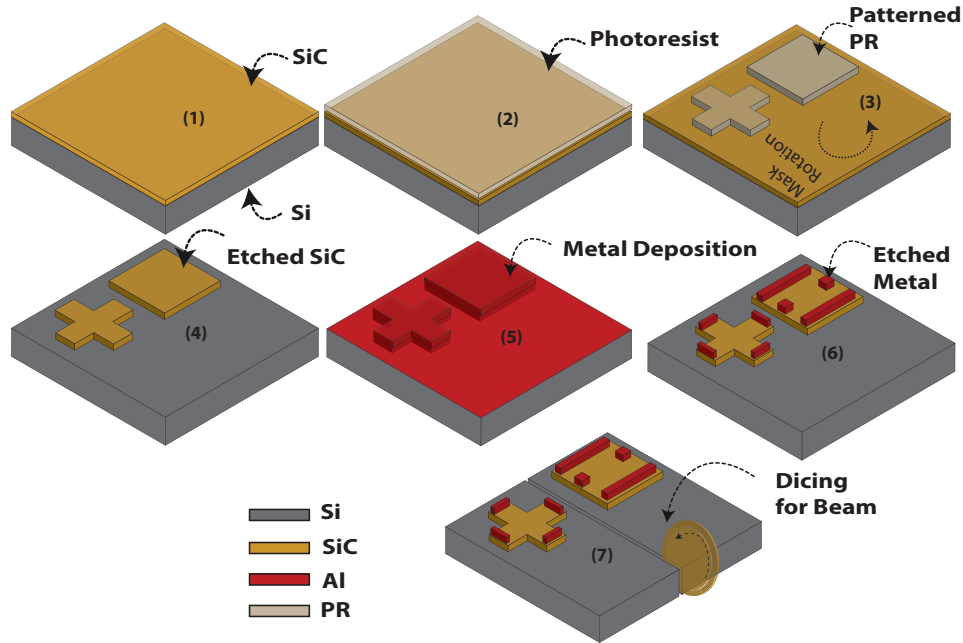 SiC
(1)
Si
Photoresist
(2)
Patterned
PR
(3)
Mask
Rotation
Etched SiC
(4)
Metal Deposition
(5)
Etched
Metal
(6)
Dicing
for Beam
(7)
Si
SiC
Al
PR